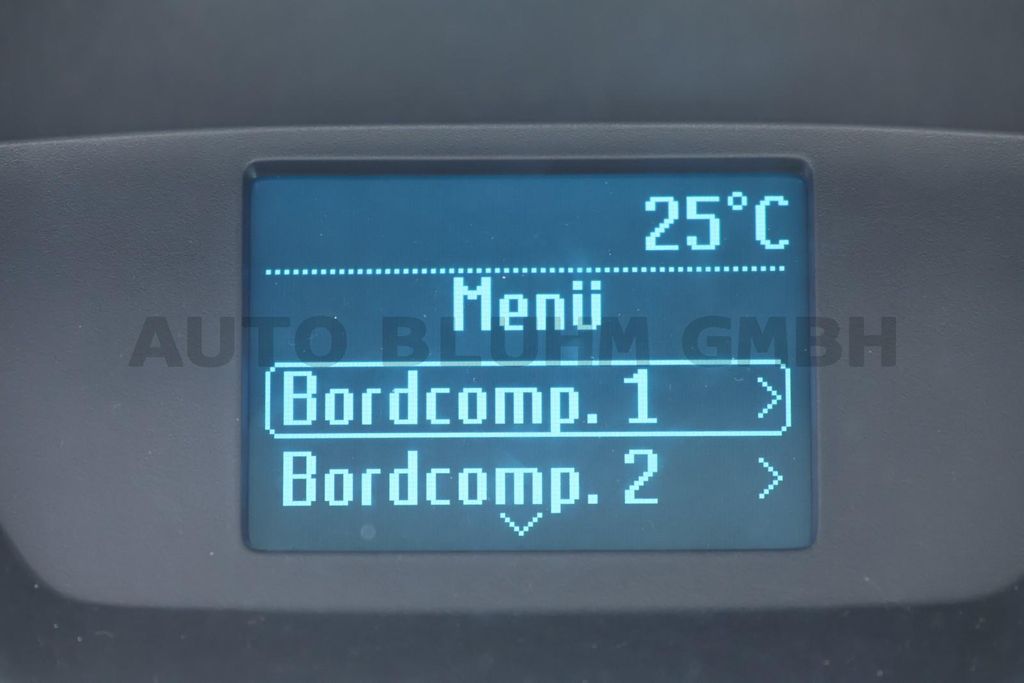 25°C
Menü
AUTO BLUHM GMBH
Bordcomp. 1 >
Bordcomp. 2 >